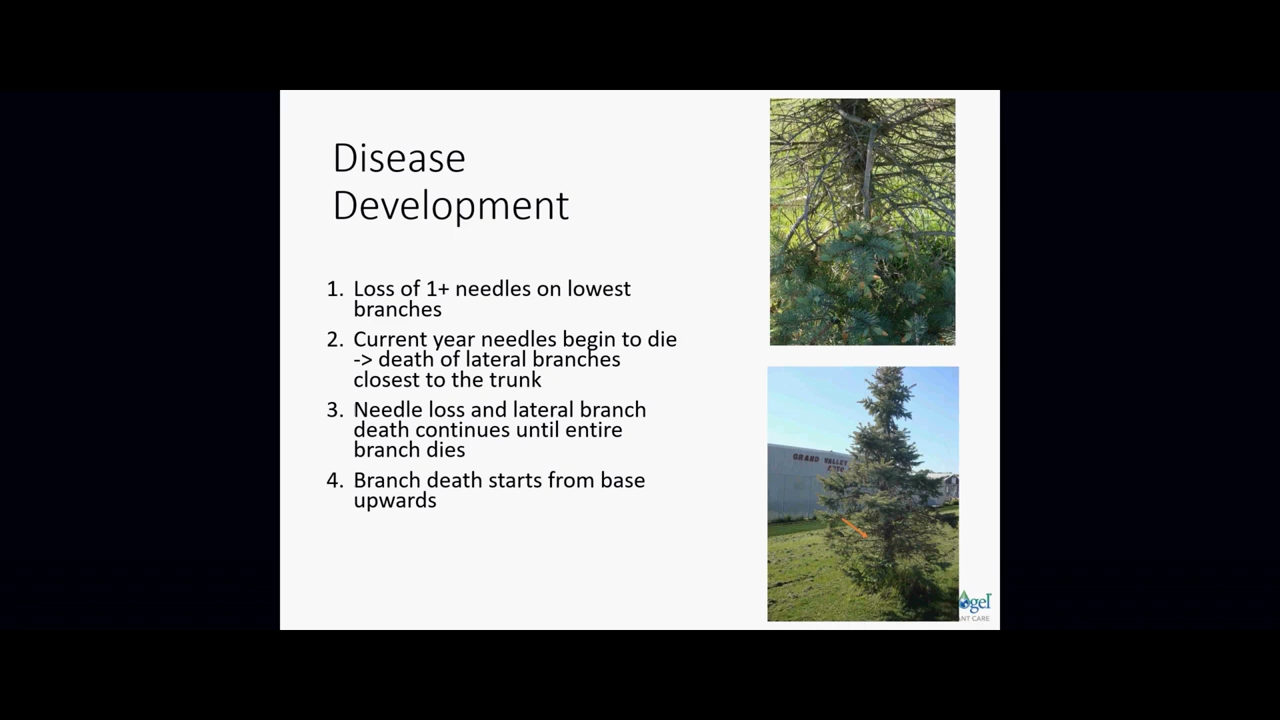 Disease
Development
1. Loss of 1+ needles on lowest
branches
2. Current year needles begin to die
-> death of lateral branches
closest to the trunk
3. Needle loss and lateral branch
death continues until entire
branch dies
4. Branch death starts from base
upwards
GRAND VALLEY